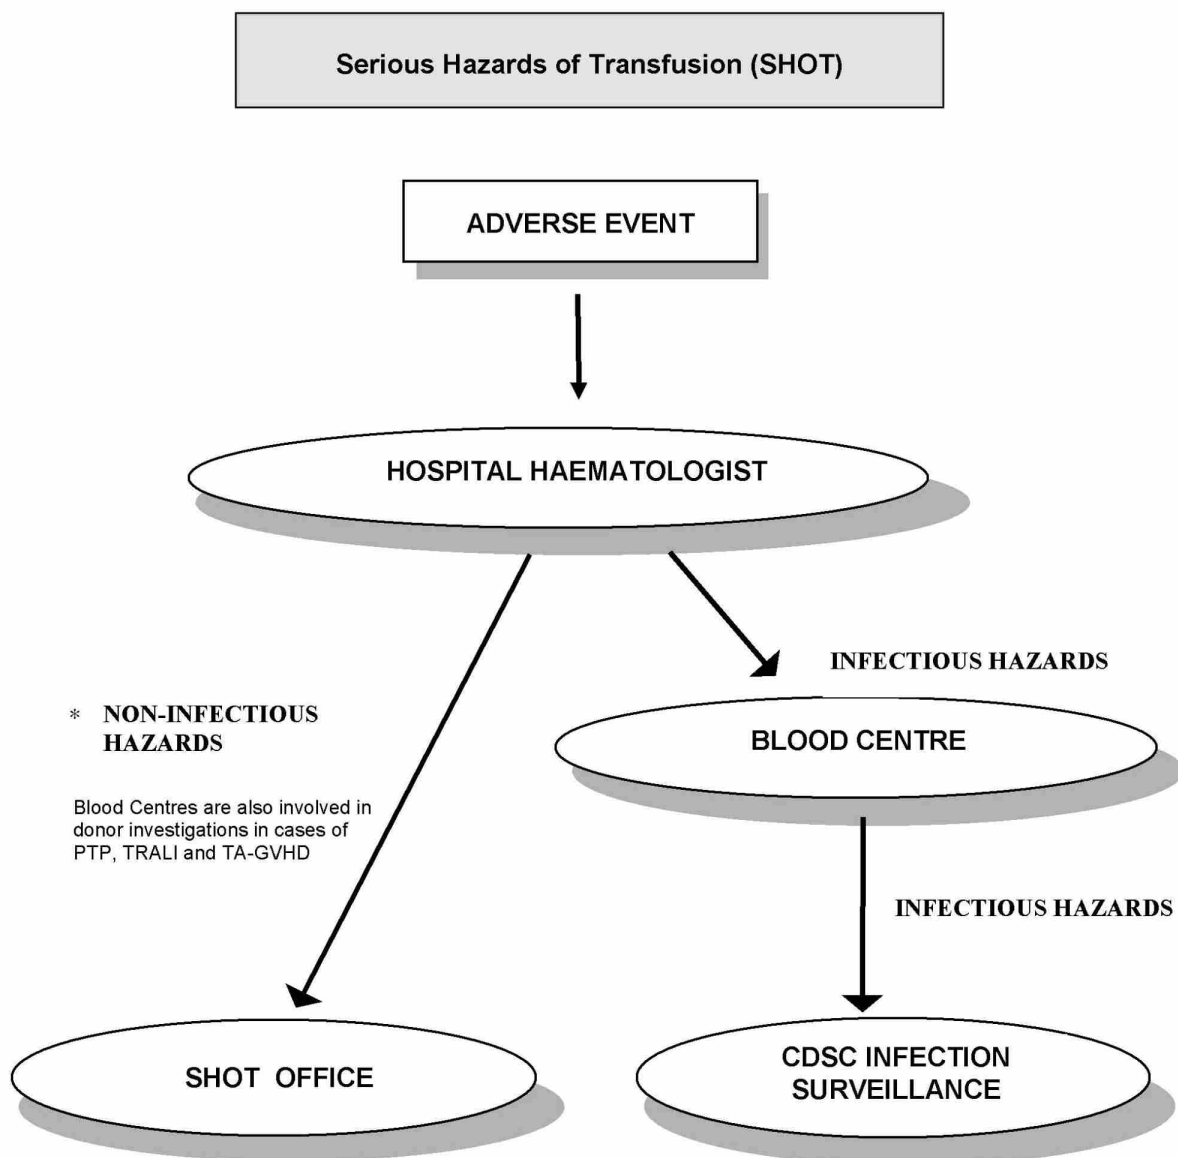 Serious Hazards of Transfusion (SHOT)
ADVERSE EVENT
HOSPITAL HAEMATOLOGIST
INFECTIOUS HAZARDS
* NON-INFECTIOUS
HAZARDS
BLOOD CENTRE
Blood Centres are also involved in
donor investigations in cases of
PTP, TRALI and TA-GVHD
INFECTIOUS HAZARDS
SHOT OFFICE
CDSC INFECTION
SURVEILLANCE